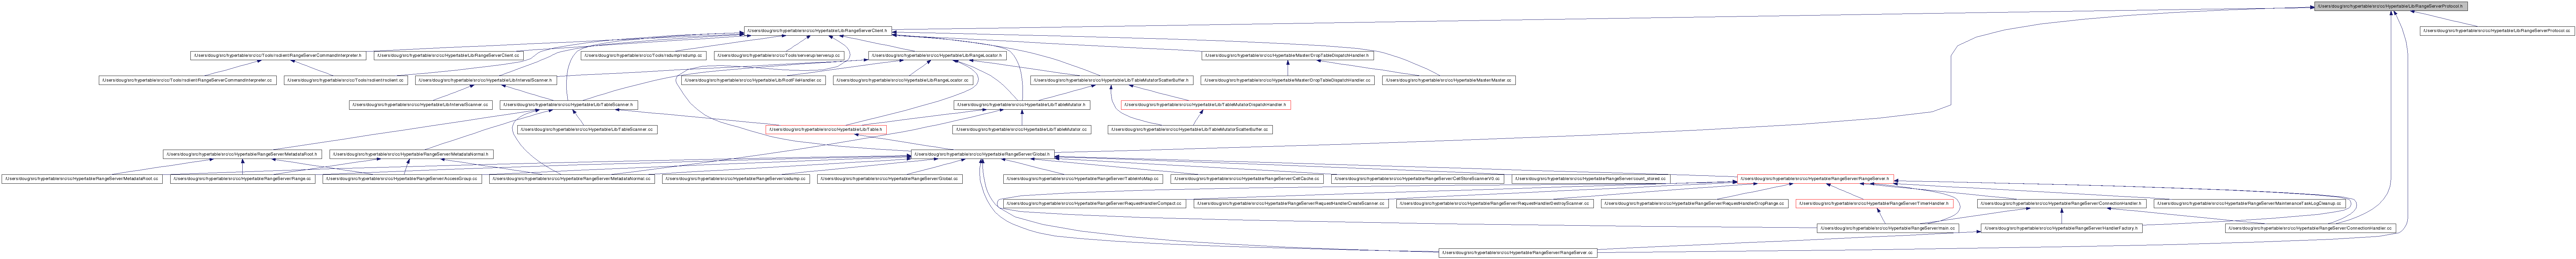 /Users/doug/src/hypertable/src/cc/Hypertable/Lib/RangeServerProtocol.h
/Users/doug/src/hypertable/src/cc/Hypertable/Lib/RangeServerClient.h
/Users/doug/src/hypertable/src/cc/Hypertable/Lib/RangeServerProtocol.cc
/Users/doug/src/hypertable/src/cc/Tools/rsclient/RangeServerCommandInterpreter.h
/Users/doug/src/hypertable/src/cc/Hypertable/Lib/RangeServerClient.cc
/Users/doug/src/hypertable/src/cc/Tools/rsdump/rsdump.cc
/Users/doug/src/hypertable/src/cc/Tools/serverup/serverup.cc
/Users/doug/src/hypertable/src/cc/Hypertable/Lib/RangeLocator.h
/Users/doug/src/hypertable/src/cc/Hypertable/Master/DropTableDispatchHandler.h
/Users/doug/src/hypertable/src/cc/Tools/rsclient/RangeServerCommandInterpreter.cc
/Users/doug/src/hypertable/src/cc/Tools/rsclient/rsclient.cc
/Users/doug/src/hypertable/src/cc/Hypertable/Lib/IntervalScanner.h
/Users/doug/src/hypertable/src/cc/Hypertable/Lib/RootFileHandler.cc
/Users/doug/src/hypertable/src/cc/Hypertable/Lib/RangeLocator.cc
/Users/doug/src/hypertable/src/cc/Hypertable/Lib/TableMutatorScatterBuffer.h
/Users/doug/src/hypertable/src/cc/Hypertable/Master/DropTableDispatchHandler.cc
/Users/doug/src/hypertable/src/cc/Hypertable/Master/Master.cc
/Users/doug/src/hypertable/src/cc/Hypertable/Lib/IntervalScanner.cc
/Users/doug/src/hypertable/src/cc/Hypertable/Lib/TableScanner.h
/Users/doug/src/hypertable/src/cc/Hypertable/Lib/TableMutator.h
/Users/doug/src/hypertable/src/cc/Hypertable/Lib/TableMutatorDispatchHandler.h
/Users/doug/src/hypertable/src/cc/Hypertable/Lib/TableScanner.cc
/Users/doug/src/hypertable/src/cc/Hypertable/Lib/Table.h
/Users/doug/src/hypertable/src/cc/Hypertable/Lib/TableMutator.cc
/Users/doug/src/hypertable/src/cc/Hypertable/Lib/TableMutatorScatterBuffer.cc
/Users/doug/src/hypertable/src/cc/Hypertable/RangeServer/MetadataRoot.h
/Users/doug/src/hypertable/src/cc/Hypertable/RangeServer/MetadataNormal.h
/Users/doug/src/hypertable/src/cc/Hypertable/RangeServer/Global.h
/Users/doug/src/hypertable/src/cc/Hypertable/RangeServer/MetadataRoot.cc
/Users/doug/src/hypertable/src/cc/Hypertable/RangeServer/Range.cc
/Users/doug/src/hypertable/src/cc/Hypertable/RangeServer/AccessGroup.cc
/Users/doug/src/hypertable/src/cc/Hypertable/RangeServer/MetadataNormal.cc
/Users/doug/src/hypertable/src/cc/Hypertable/RangeServer/csdump.cc
/Users/doug/src/hypertable/src/cc/Hypertable/RangeServer/Global.cc
/Users/doug/src/hypertable/src/cc/Hypertable/RangeServer/TableInfoMap.cc
/Users/doug/src/hypertable/src/cc/Hypertable/RangeServer/CellCache.cc
/Users/doug/src/hypertable/src/cc/Hypertable/RangeServer/CellStoreScannerV0.cc
/Users/doug/src/hypertable/src/cc/Hypertable/RangeServer/count_stored.cc
/Users/doug/src/hypertable/src/cc/Hypertable/RangeServer/RangeServer.h
/Users/doug/src/hypertable/src/cc/Hypertable/RangeServer/RequestHandlerCompact.cc
/Users/doug/src/hypertable/src/cc/Hypertable/RangeServer/RequestHandlerCreateScanner.cc
/Users/doug/src/hypertable/src/cc/Hypertable/RangeServer/RequestHandlerDestroyScanner.cc
/Users/doug/src/hypertable/src/cc/Hypertable/RangeServer/RequestHandlerDropRange.cc
/Users/doug/src/hypertable/src/cc/Hypertable/RangeServer/TimerHandler.h
/Users/doug/src/hypertable/src/cc/Hypertable/RangeServer/ConnectionHandler.h
/Users/doug/src/hypertable/src/cc/Hypertable/RangeServer/MaintenanceTaskLogCleanup.cc
/Users/doug/src/hypertable/src/cc/Hypertable/RangeServer/main.cc
/Users/doug/src/hypertable/src/cc/Hypertable/RangeServer/HandlerFactory.h
/Users/doug/src/hypertable/src/cc/Hypertable/RangeServer/ConnectionHandler.cc
/Users/doug/src/hypertable/src/cc/Hypertable/RangeServer/RangeServer.cc